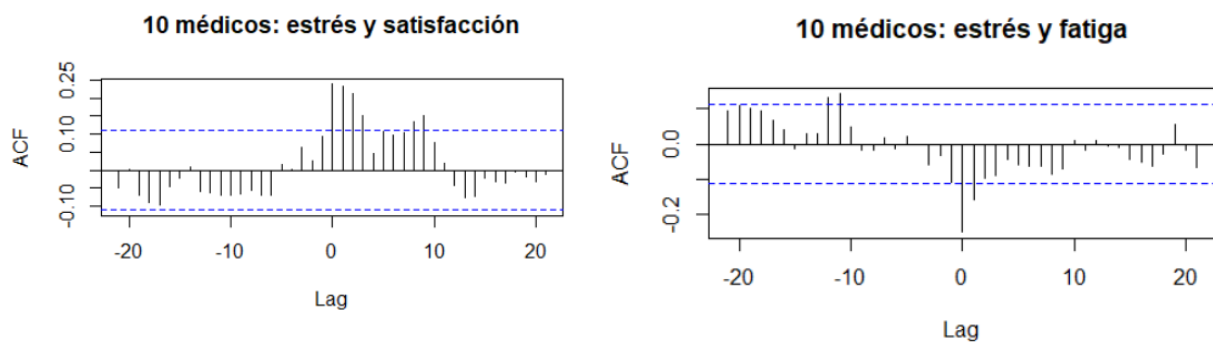 10 médicos: estrés y satisfacción
ACF
-0.10 0.10 0.25
-20 -10 0 10 20
Lag
10 médicos: estrés y fatiga
ACF
-0.2 0.0
-20 -10 0 10 20
Lag